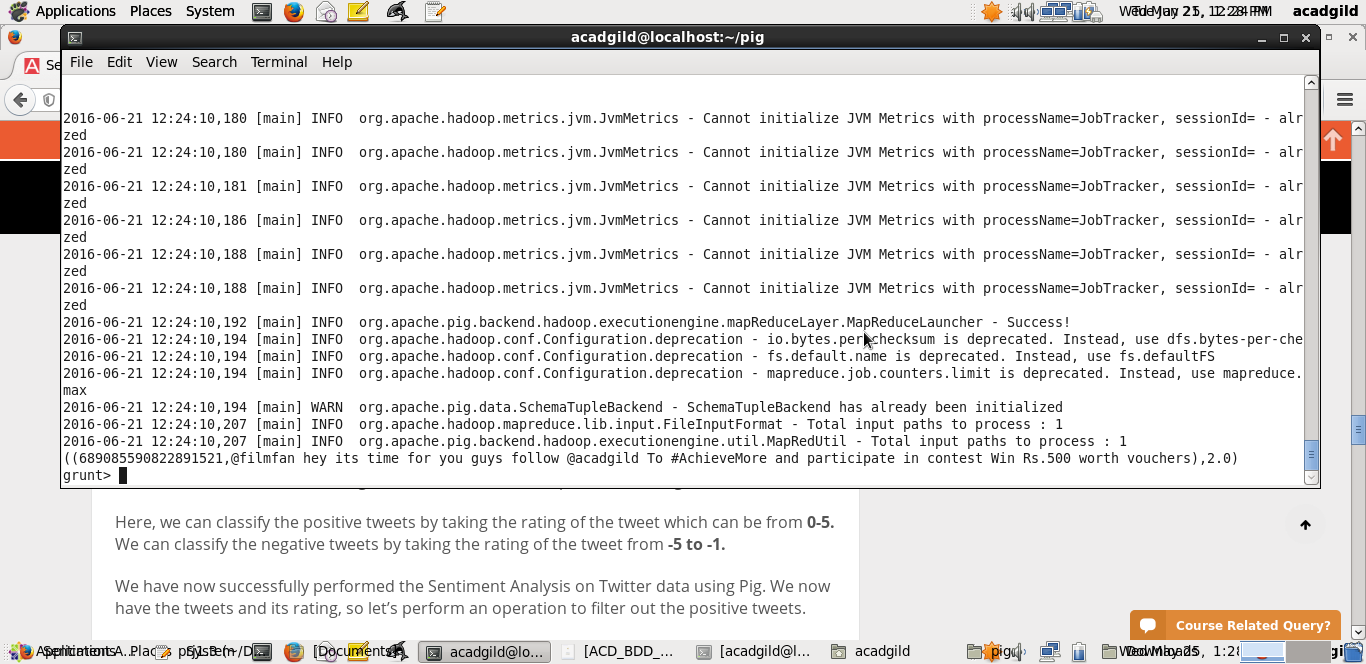 Applications Places System acadgild
acadgild@localhost:~/pig
File Edit View Search Terminal Help
2016-06-21 12:24:10,180 [main] INFO  org.apache.hadoop.metrics.jvm.JvmMetrics - Cannot initialize JVM Metrics with processName=JobTracker, sessionId= - alr
zed
2016-06-21 12:24:10,180 [main] INFO  org.apache.hadoop.metrics.jvm.JvmMetrics - Cannot initialize JVM Metrics with processName=JobTracker, sessionId= - alr
zed
2016-06-21 12:24:10,181 [main] INFO  org.apache.hadoop.metrics.jvm.JvmMetrics - Cannot initialize JVM Metrics with processName=JobTracker, sessionId= - alr
zed
2016-06-21 12:24:10,186 [main] INFO  org.apache.hadoop.metrics.jvm.JvmMetrics - Cannot initialize JVM Metrics with processName=JobTracker, sessionId= - alr
zed
2016-06-21 12:24:10,188 [main] INFO  org.apache.hadoop.metrics.jvm.JvmMetrics - Cannot initialize JVM Metrics with processName=JobTracker, sessionId= - alr
zed
2016-06-21 12:24:10,188 [main] INFO  org.apache.hadoop.metrics.jvm.JvmMetrics - Cannot initialize JVM Metrics with processName=JobTracker, sessionId= - alr
zed
2016-06-21 12:24:10,192 [main] INFO  org.apache.pig.backend.hadoop.executionengine.mapReduceLayer.MapReduceLauncher - Success!
2016-06-21 12:24:10,194 [main] INFO  org.apache.hadoop.conf.Configuration.deprecation - io.bytes.per.checksum is deprecated. Instead, use dfs.bytes-per-che
2016-06-21 12:24:10,194 [main] INFO  org.apache.hadoop.conf.Configuration.deprecation - fs.default.name is deprecated. Instead, use fs.defaultFS
2016-06-21 12:24:10,194 [main] INFO  org.apache.hadoop.conf.Configuration.deprecation - mapreduce.job.counters.limit is deprecated. Instead, use mapreduce.
max
2016-06-21 12:24:10,194 [main] WARN  org.apache.pig.data.SchemaTupleBackend - SchemaTupleBackend has already been initialized
2016-06-21 12:24:10,207 [main] INFO  org.apache.hadoop.mapreduce.lib.input.FileInputFormat - Total input paths to process : 1
2016-06-21 12:24:10,207 [main] INFO  org.apache.pig.backend.hadoop.executionengine.util.MapRedUtil - Total input paths to process : 1
((689085590822891521,@filmfan hey its time for you guys follow @acadgild To #AchieveMore and participate in contest Win Rs.500 worth vouchers),2.0)
grunt>
Here, we can classify the positive tweets by taking the rating of the tweet which can be from 0-5.
We can classify the negative tweets by taking the rating of the tweet from -5 to -1.
We have now successfully performed the Sentiment Analysis on Twitter data using Pig. We now
have the tweets and its rating, so let's perform an operation to filter out the positive tweets.
Course Related Query?
acadgild@lo... [ACD_BDD_... [acadgild@l... acadgild